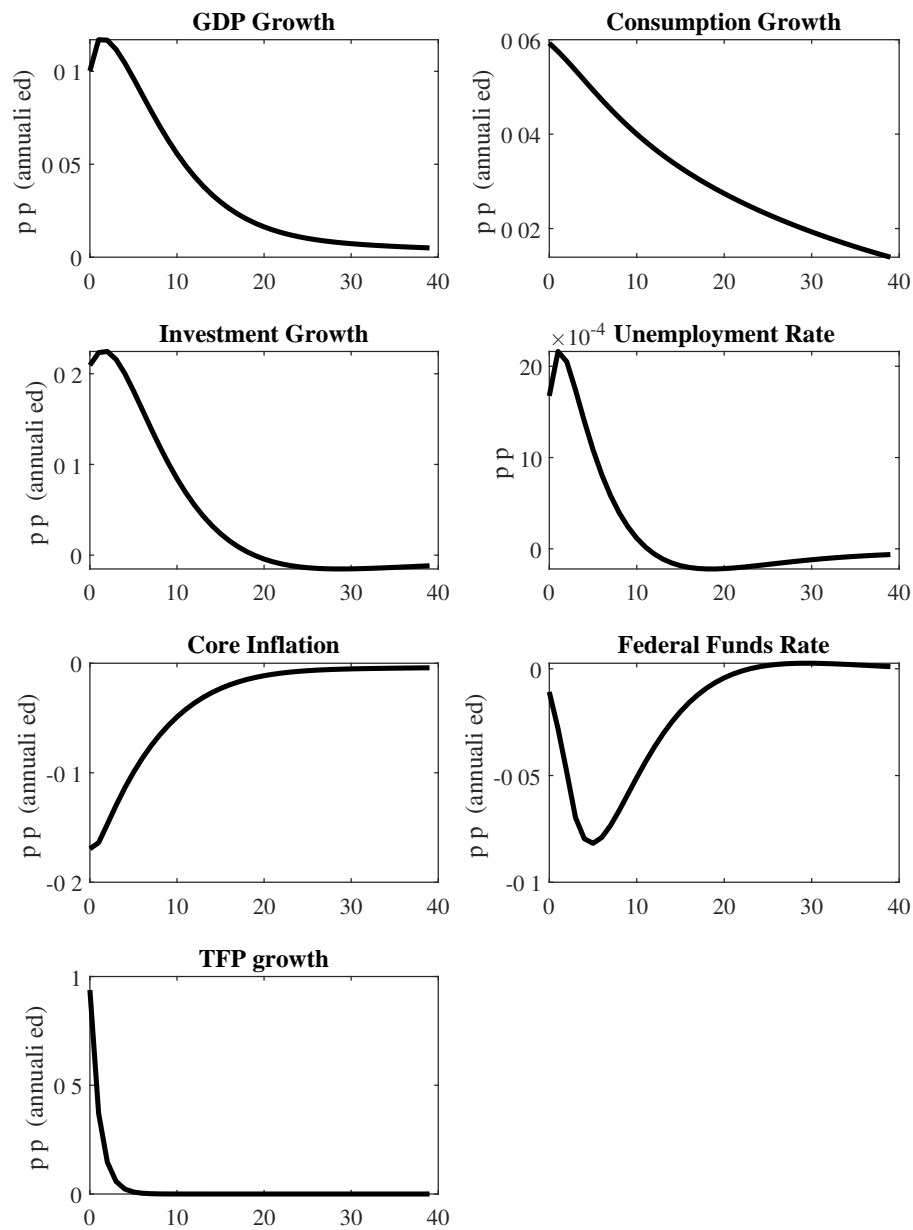 GDP Growth
p p (annuali ed)
0 1
0 05
0
0 10 20 30 40
Consumption Growth
p p (annuali ed)
0 06
0 04
0 02
0 10 20 30 40
Investment Growth
p p (annuali ed)
0 2
0 1
0
0 10 20 30 40
×10⁻⁴ Unemployment Rate
p p
20
10
0
0 10 20 30 40
Core Inflation
p p (annuali ed)
0
-0 1
-0 2
0 10 20 30 40
Federal Funds Rate
p p (annuali ed)
0
-0 05
-0 1
0 10 20 30 40
TFP growth
p p (annuali ed)
1
0 5
0
0 10 20 30 40